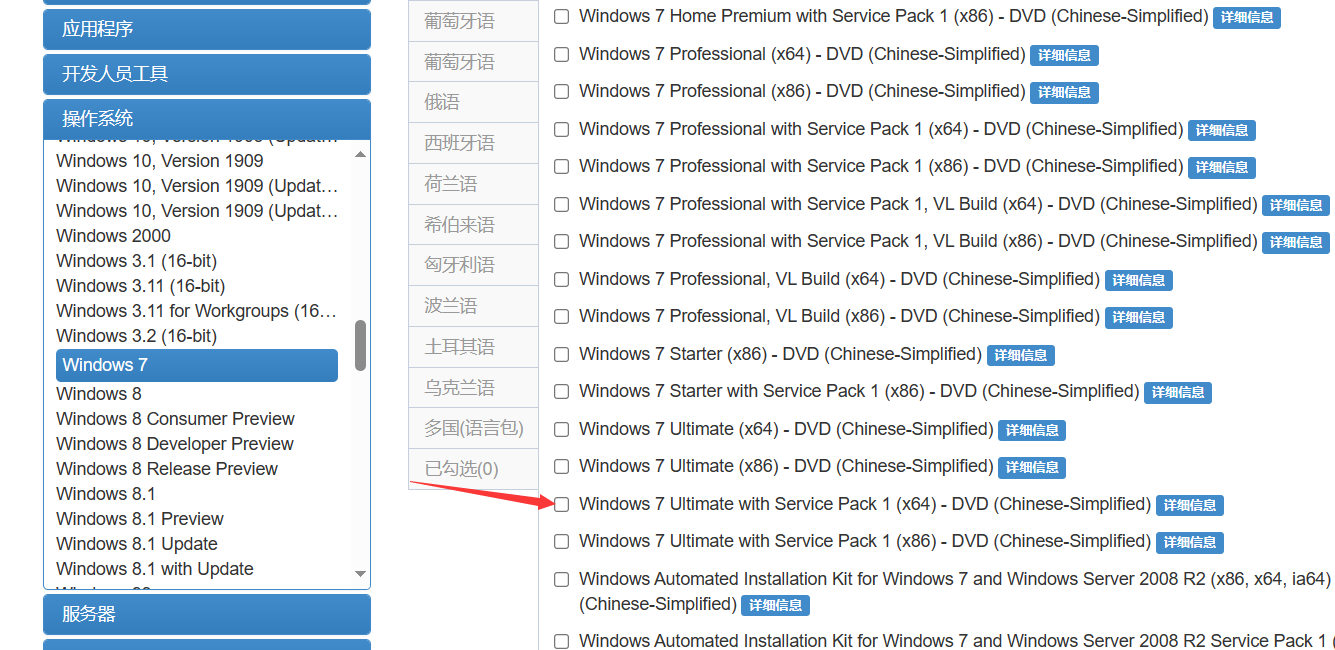 应用程序
开发人员工具
操作系统
Windows 10, Version 1909
Windows 10, Version 1909 (Updat…
Windows 10, Version 1909 (Updat…
Windows 2000
Windows 3.1 (16-bit)
Windows 3.11 (16-bit)
Windows 3.11 for Workgroups (16…
Windows 3.2 (16-bit)
Windows 7
Windows 8
Windows 8 Consumer Preview
Windows 8 Developer Preview
Windows 8 Release Preview
Windows 8.1
Windows 8.1 Preview
Windows 8.1 Update
Windows 8.1 with Update
服务器
葡萄牙语
葡萄牙语
俄语
西班牙语
荷兰语
希伯来语
匈牙利语
波兰语
土耳其语
乌克兰语
多国(语言包)
已勾选(0)
Windows 7 Home Premium with Service Pack 1 (x86) - DVD (Chinese-Simplified) 详细信息
Windows 7 Professional (x64) - DVD (Chinese-Simplified) 详细信息
Windows 7 Professional (x86) - DVD (Chinese-Simplified) 详细信息
Windows 7 Professional with Service Pack 1 (x64) - DVD (Chinese-Simplified) 详细信息
Windows 7 Professional with Service Pack 1 (x86) - DVD (Chinese-Simplified) 详细信息
Windows 7 Professional with Service Pack 1, VL Build (x64) - DVD (Chinese-Simplified) 详细信息
Windows 7 Professional with Service Pack 1, VL Build (x86) - DVD (Chinese-Simplified) 详细信息
Windows 7 Professional, VL Build (x64) - DVD (Chinese-Simplified) 详细信息
Windows 7 Professional, VL Build (x86) - DVD (Chinese-Simplified) 详细信息
Windows 7 Starter (x86) - DVD (Chinese-Simplified) 详细信息
Windows 7 Starter with Service Pack 1 (x86) - DVD (Chinese-Simplified) 详细信息
Windows 7 Ultimate (x64) - DVD (Chinese-Simplified) 详细信息
Windows 7 Ultimate (x86) - DVD (Chinese-Simplified) 详细信息
Windows 7 Ultimate with Service Pack 1 (x64) - DVD (Chinese-Simplified) 详细信息
Windows 7 Ultimate with Service Pack 1 (x86) - DVD (Chinese-Simplified) 详细信息
Windows Automated Installation Kit for Windows 7 and Windows Server 2008 R2 (x86, x64, ia64)
(Chinese-Simplified) 详细信息
Windows Automated Installation Kit for Windows 7 and Windows Server 2008 R2 Service Pack 1 (